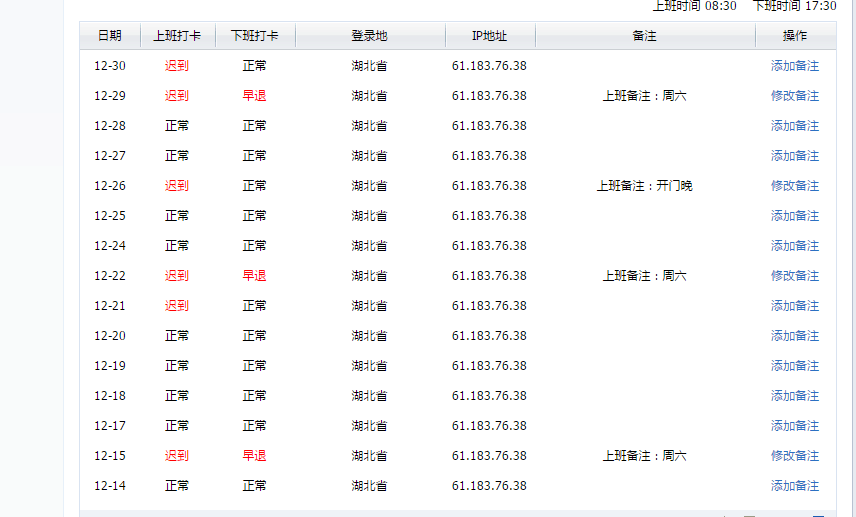 上班时间 08:30 下班时间 17:30
日期 上班打卡 下班打卡 登录地 IP地址 备注 操作
12-30 迟到 正常 湖北省 61.183.76.38 添加备注
12-29 迟到 早退 湖北省 61.183.76.38 上班备注：周六 修改备注
12-28 正常 正常 湖北省 61.183.76.38 添加备注
12-27 正常 正常 湖北省 61.183.76.38 添加备注
12-26 迟到 正常 湖北省 61.183.76.38 上班备注：开门晚 修改备注
12-25 正常 正常 湖北省 61.183.76.38 添加备注
12-24 正常 正常 湖北省 61.183.76.38 添加备注
12-22 迟到 早退 湖北省 61.183.76.38 上班备注：周六 修改备注
12-21 迟到 正常 湖北省 61.183.76.38 添加备注
12-20 正常 正常 湖北省 61.183.76.38 添加备注
12-19 正常 正常 湖北省 61.183.76.38 添加备注
12-18 正常 正常 湖北省 61.183.76.38 添加备注
12-17 正常 正常 湖北省 61.183.76.38 添加备注
12-15 迟到 早退 湖北省 61.183.76.38 上班备注：周六 修改备注
12-14 正常 正常 湖北省 61.183.76.38 添加备注